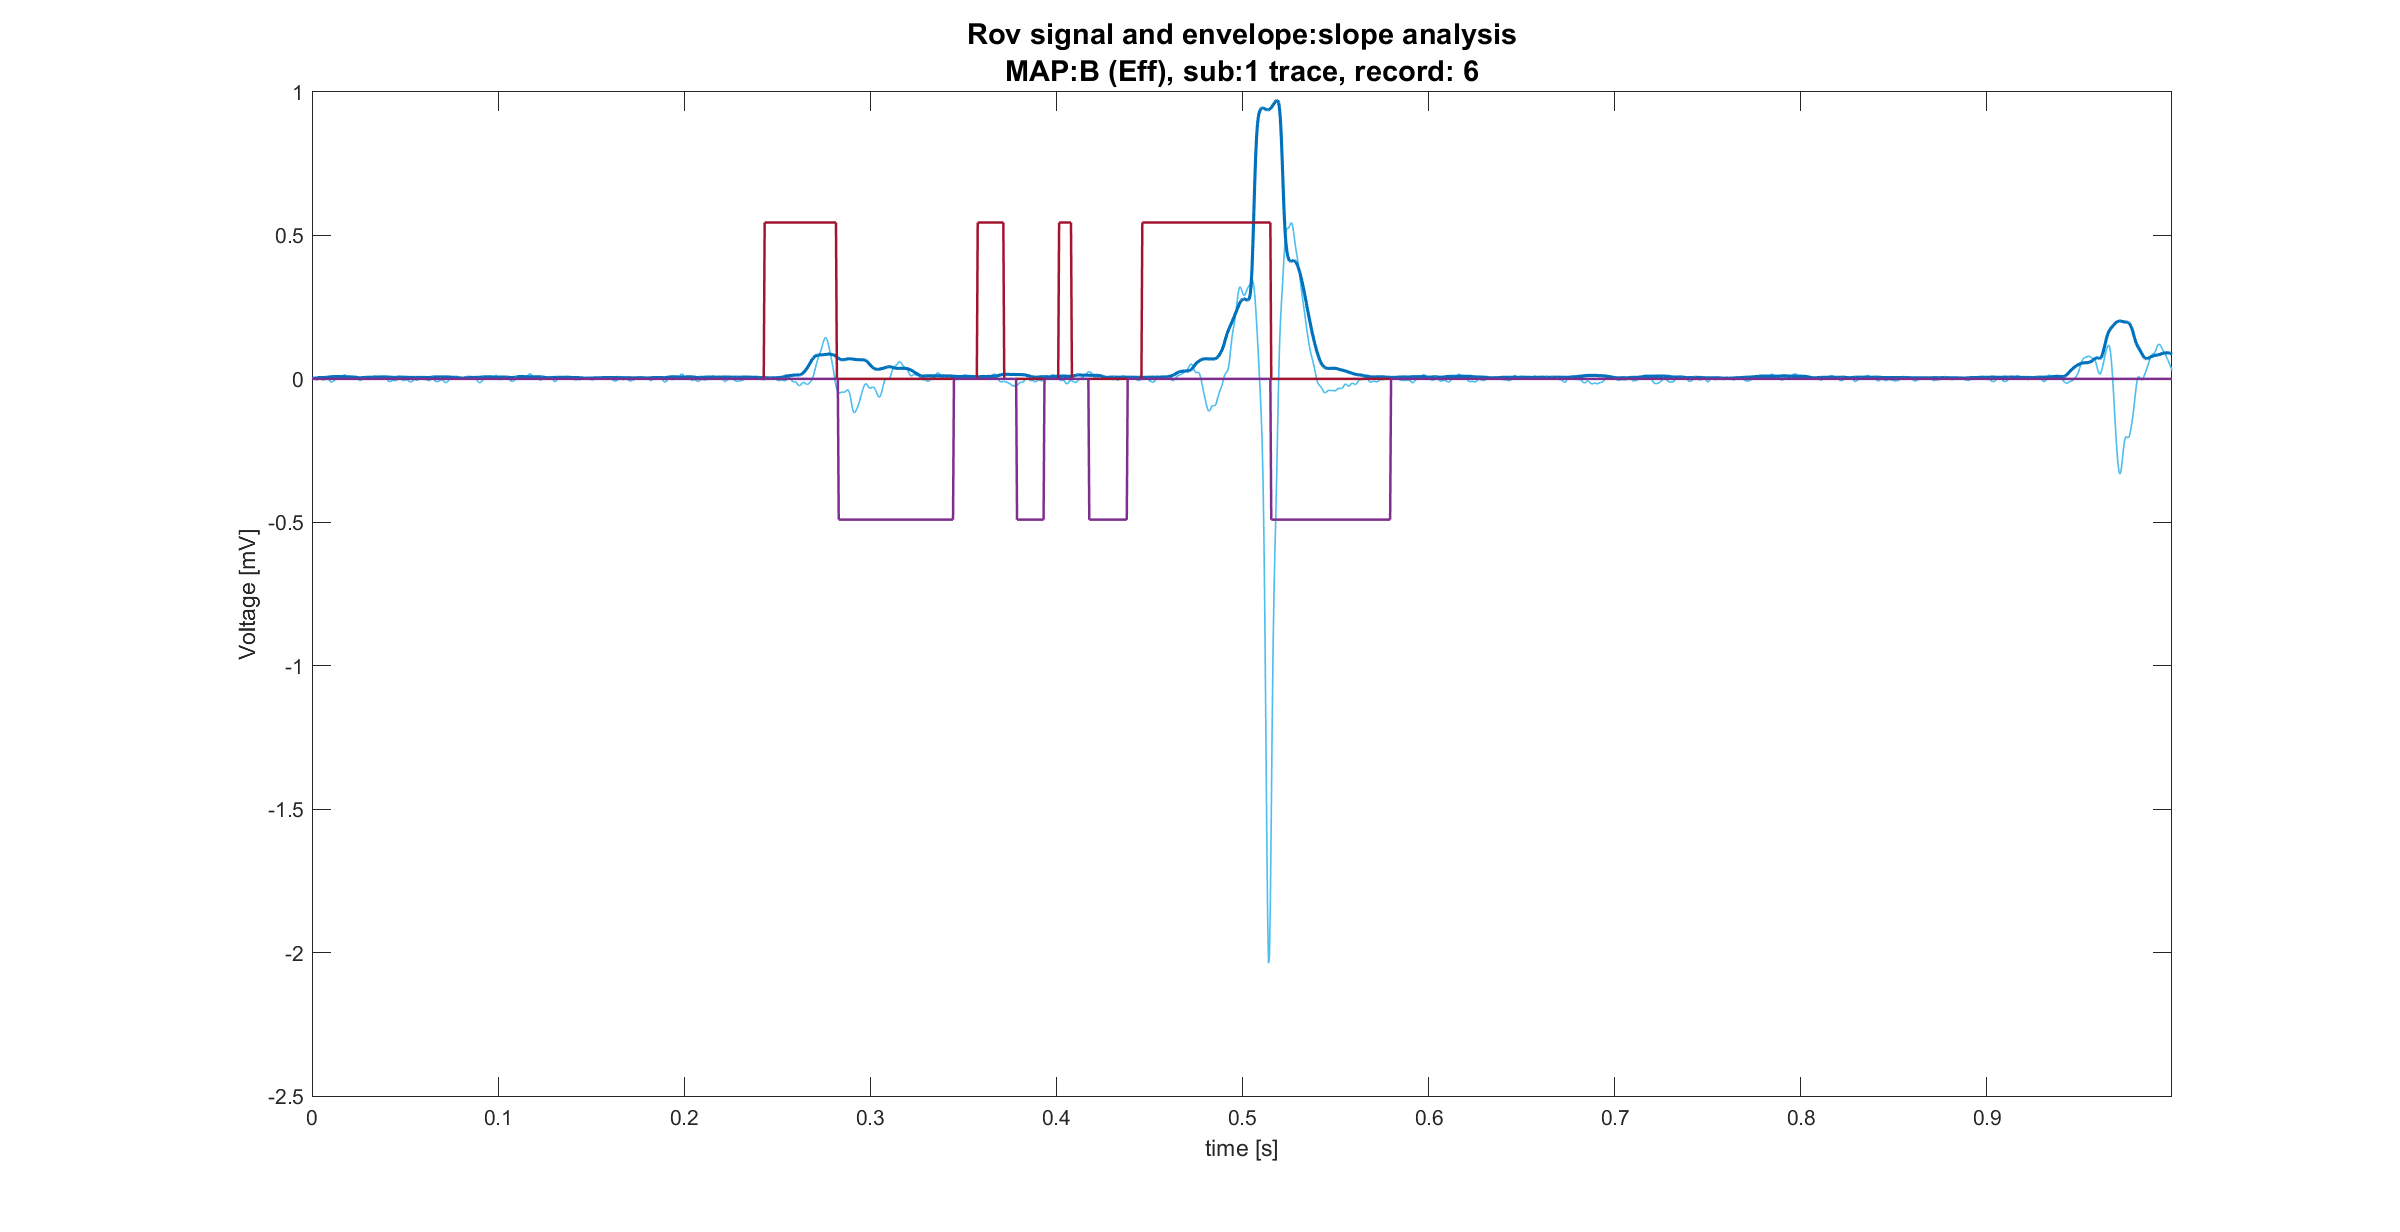 Rov signal and envelope:slope analysis
MAP:B (Eff), sub:1 trace, record: 6
1
0.5
0
-0.5
-1
-1.5
-2
-2.5
Voltage [mV]
0 0.1 0.2 0.3 0.4 0.5 0.6 0.7 0.8 0.9
time [s]